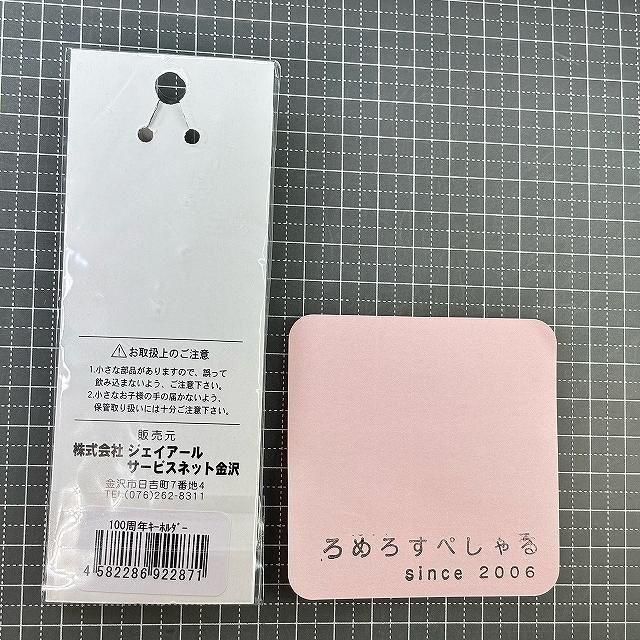 ⚠お取扱上のご注意
1.小さな部品がありますので、誤って
飲み込まないよう、ご注意下さい。
2.小さなお子様の手の届かないよう、
保管取り扱いには十分ご注意下さい。
販売元
株式会社 ジェイアール
サービスネット金沢
金沢市日吉町7番地4
TEL(076)262-8311
100周年ｷｰﾎﾙﾀﾞｰ
4 582286 922871
ろめろすぺしゃる
since 2006